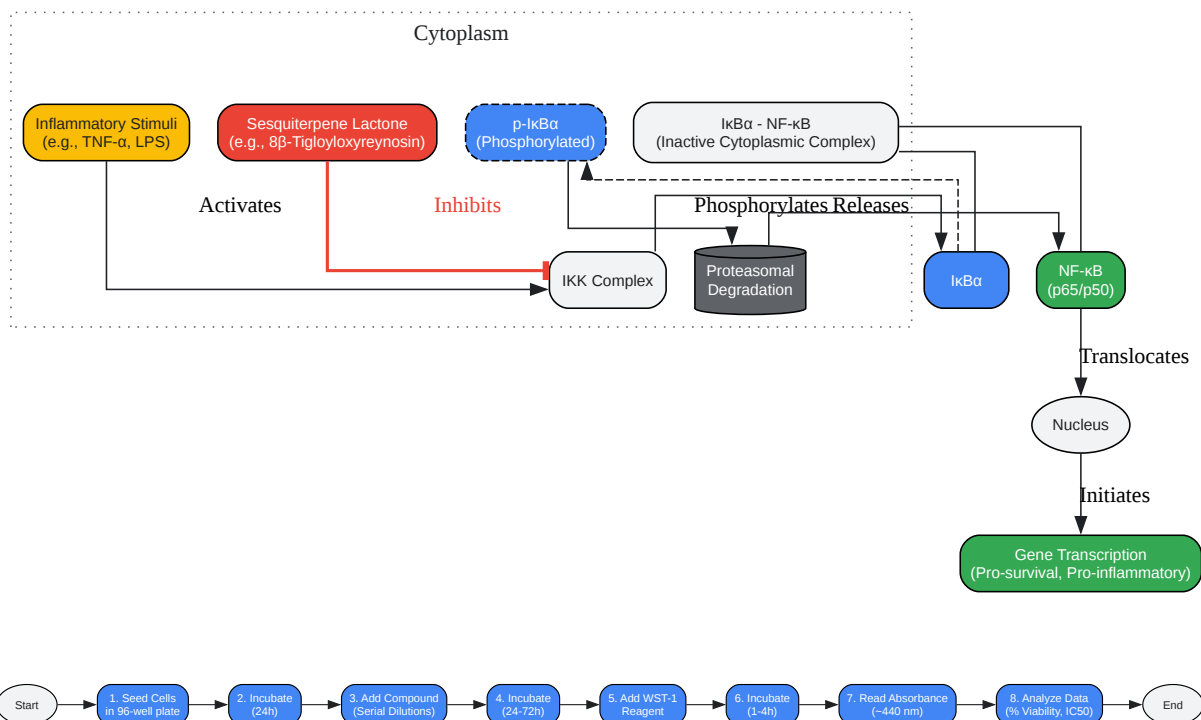 Cytoplasm
Inflammatory Stimuli
(e.g., TNF-α, LPS)
Sesquiterpene Lactone
(e.g., 8β-Tigloyloxyreynosin)
p-IκBα
(Phosphorylated)
IκBα - NF-κB
(Inactive Cytoplasmic Complex)
Activates
Inhibits
Phosphorylates
Releases
IKK Complex
Proteasomal
Degradation
IκBα
NF-κB
(p65/p50)
Translocates
Nucleus
Initiates
Gene Transcription
(Pro-survival, Pro-inflammatory)
Start
1. Seed Cells
in 96-well plate
2. Incubate
(24h)
3. Add Compound
(Serial Dilutions)
4. Incubate
(24-72h)
5. Add WST-1
Reagent
6. Incubate
(1-4h)
7. Read Absorbance
(~440 nm)
8. Analyze Data
(% Viability, IC50)
End